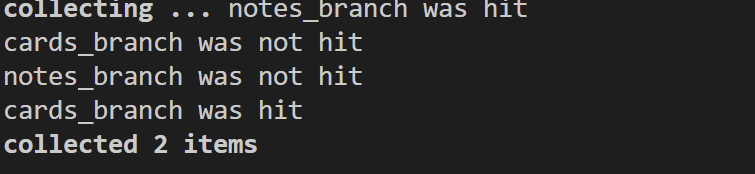 collecting ... notes_branch was hit
cards_branch was not hit
notes_branch was not hit
cards_branch was hit
collected 2 items